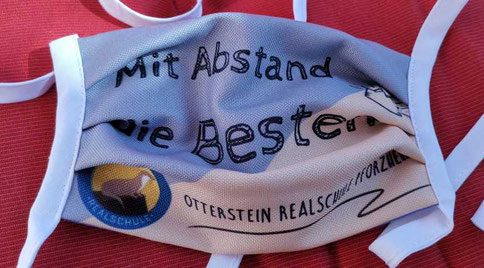 Mit Abstand
die Besten
OTTERSTEIN REALSCHULE PFORZHEIM
REALSCHULE